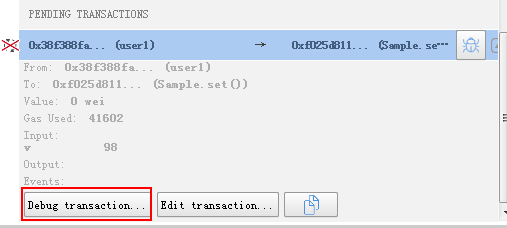 PENDING TRANSACTIONS
0x38f388fa... (user1) → 0xf025d811... (Sample.se…
From: 0x38f388fa... (user1)
To: 0xf025d811... (Sample.set())
Value: 0 wei
Gas Used: 41602
Input:
v 98
Output:
Events:
Debug transaction... Edit transaction...